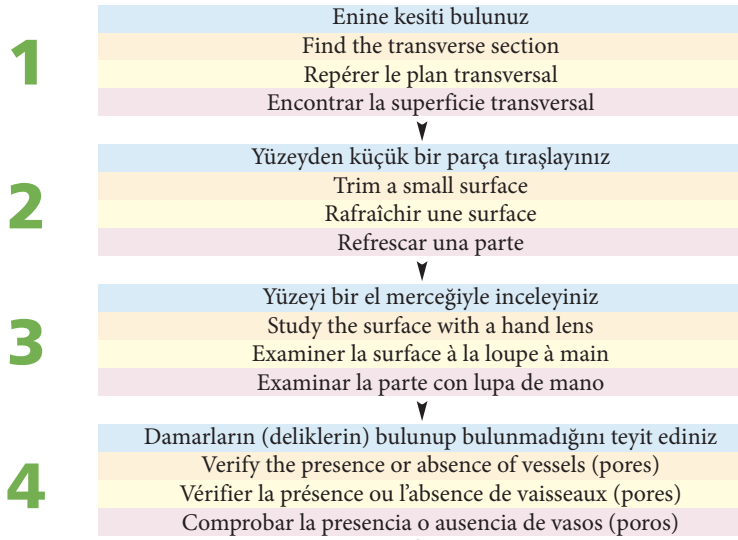 1
Enine kesiti bulunuz
Find the transverse section
Repérer le plan transversal
Encontrar la superficie transversal
2
Yüzeyden küçük bir parça tıraşlayınız
Trim a small surface
Rafraîchir une surface
Refrescar una parte
3
Yüzeyi bir el merceğiyle inceleyiniz
Study the surface with a hand lens
Examiner la surface à la loupe à main
Examinar la parte con lupa de mano
4
Damarların (deliklerin) bulunup bulunmadığını teyit ediniz
Verify the presence or absence of vessels (pores)
Vérifier la présence ou l'absence de vaisseaux (pores)
Comprobar la presencia o ausencia de vasos (poros)